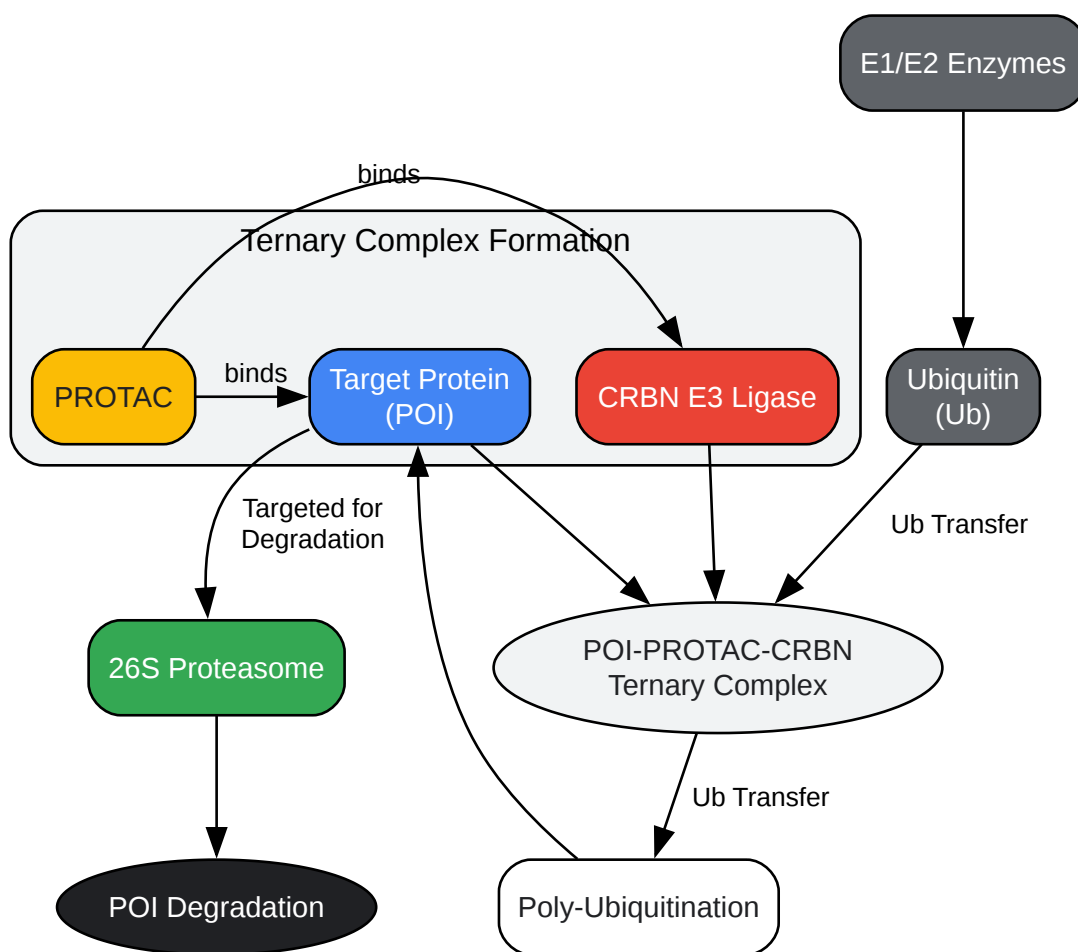 E1/E2 Enzymes
binds
Ternary Complex Formation
PROTAC
binds
Target Protein
(POI)
CRBN E3 Ligase
Ubiquitin
(Ub)
Targeted for
Degradation
Ub Transfer
26S Proteasome
POI-PROTAC-CRBN
Ternary Complex
Ub Transfer
POI Degradation
Poly-Ubiquitination